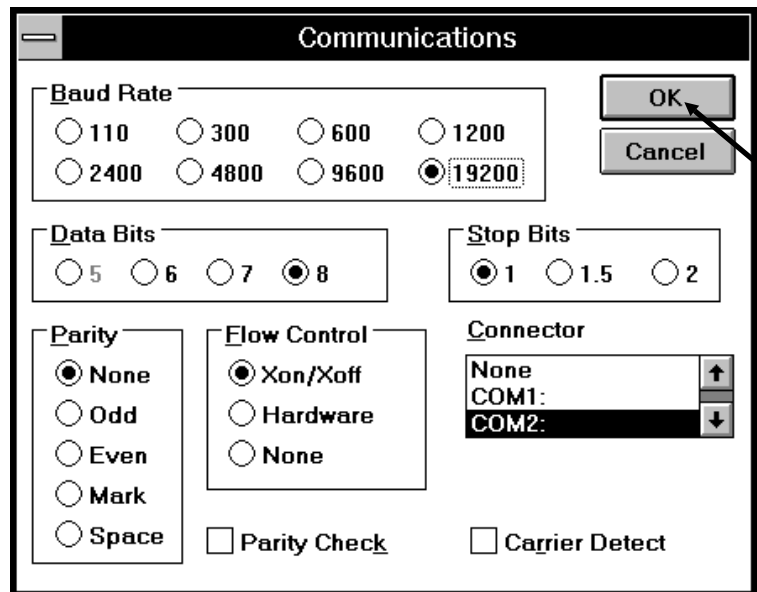 Communications
Baud Rate
110 300 600 1200
2400 4800 9600 19200
OK
Cancel
Data Bits
5 6 7 8
Stop Bits
1 1.5 2
Parity
None
Odd
Even
Mark
Space
Flow Control
Xon/Xoff
Hardware
None
Connector
None
COM1:
COM2:
Parity Check
Carrier Detect